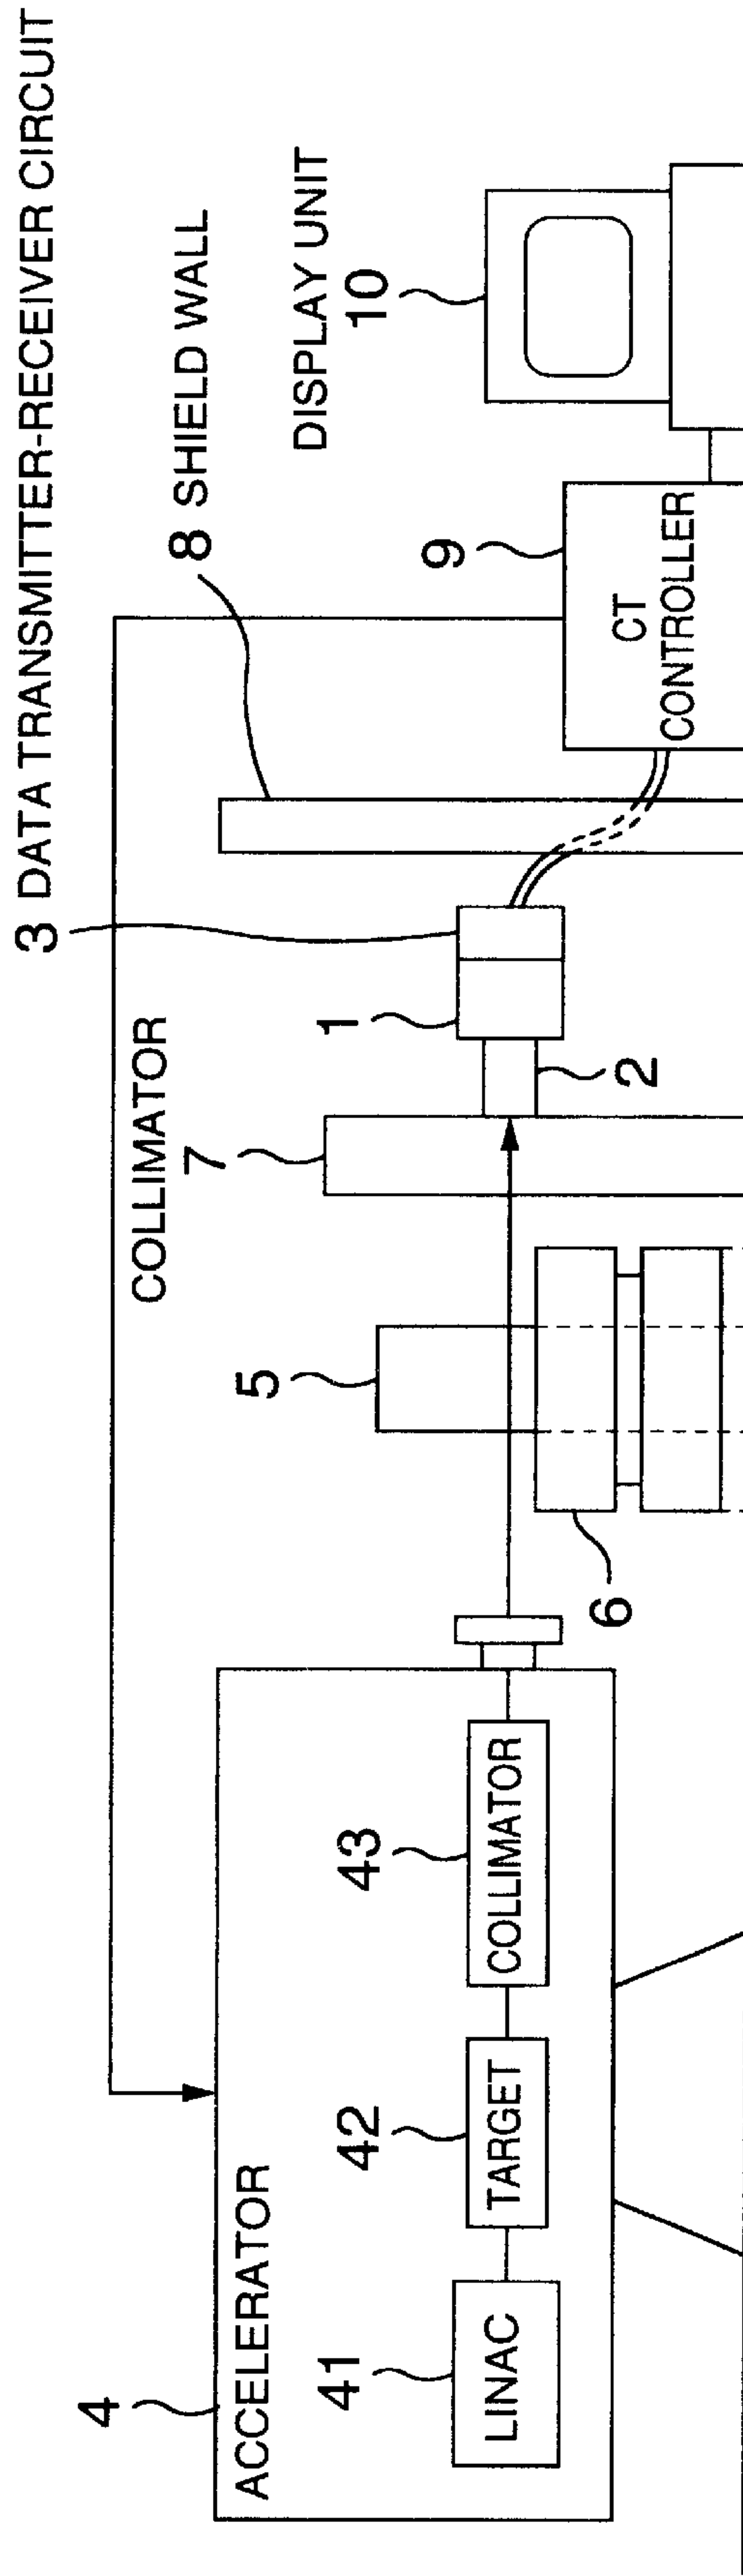 3 DATA TRANSMITTER-RECEIVER CIRCUIT
8 SHIELD WALL
DISPLAY UNIT
10
COLLIMATOR
7
1
9
5
2
6
CT
CONTROLLER
4
ACCELERATOR
41
42
43
LINAC
TARGET
COLLIMATOR